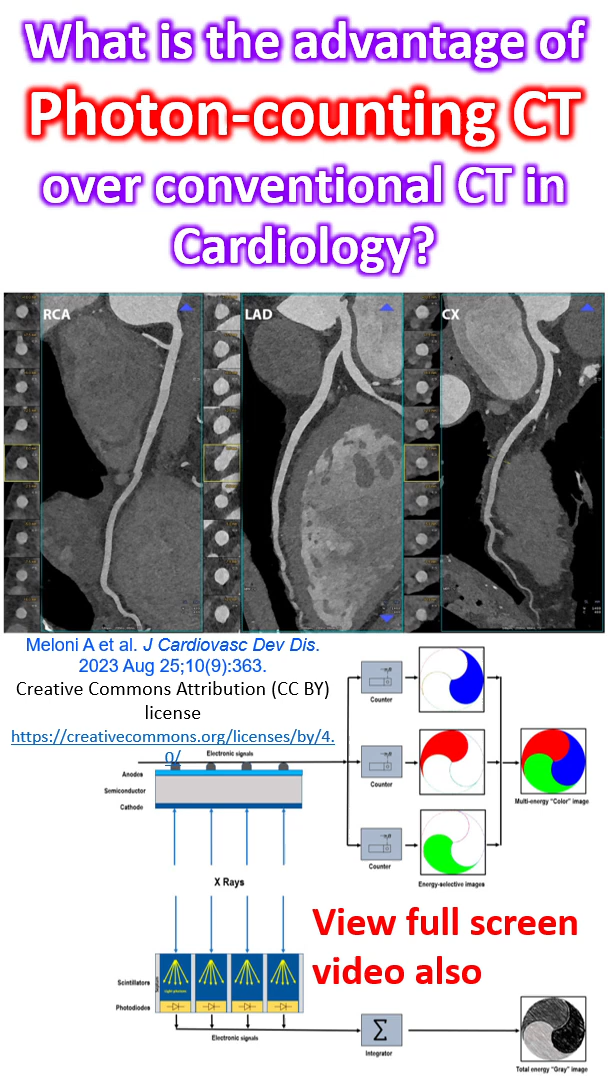 What is the advantage of
Photon-counting CT
over conventional CT in
Cardiology?
RCA
LAD
CX
Meloni A et al. J Cardiovasc Dev Dis.
2023 Aug 25;10(9):363.
Creative Commons Attribution (CC BY)
license
https://creativecommons.org/licenses/by/4.
0/
Electronic signals
Anodes
Semiconductor
Cathode
Counter
Counter
Counter
Multi-energy "Color" image
Energy-selective images
X Rays
View full screen
video also
Scintillators
Light photons
Photodiodes
Electronic signals
Σ
Integrator
Total energy "Gray" image